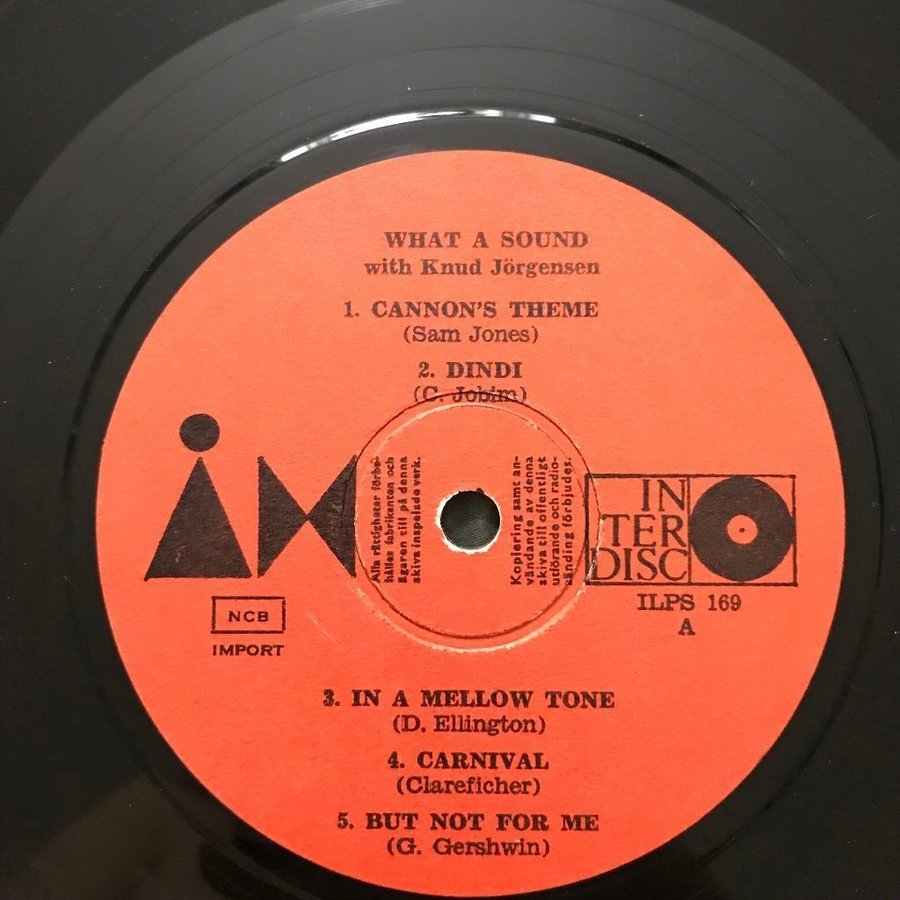 WHAT A SOUND
with Knud Jörgensen
1. CANNON'S THEME
(Sam Jones)
2. DINDI
(C. Jobim)
Alla rättigheter förbe-
hålles fabrikanten och
ägaren till på denna
skiva inspelade verk.
Kopiering samt an-
vändande av denna
skiva till offentligt
utförande och radio-
sänding förbjudes.
IN
TER
DISC
ILPS 169
A
NCB
IMPORT
3. IN A MELLOW TONE
(D. Ellington)
4. CARNIVAL
(Clareficher)
5. BUT NOT FOR ME
(G. Gershwin)